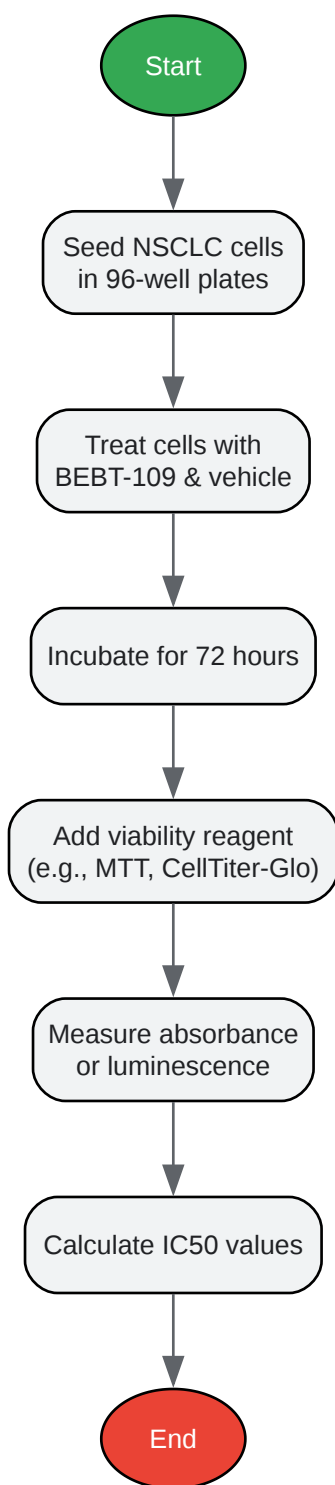 Start
Seed NSCLC cells
in 96-well plates
Treat cells with
BEBT-109 & vehicle
Incubate for 72 hours
Add viability reagent
(e.g., MTT, CellTiter-Glo)
Measure absorbance
or luminescence
Calculate IC50 values
End